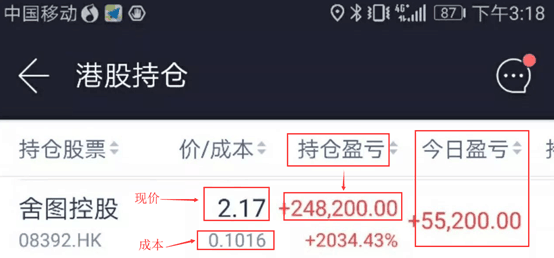 中国移动 4G 87 下午3:18
港股持仓
持仓股票 价/成本 持仓盈亏 今日盈亏 持
舍图控股 现价 2.17 +248,200.00 +55,200.00
08392.HK 成本 0.1016 +2034.43%